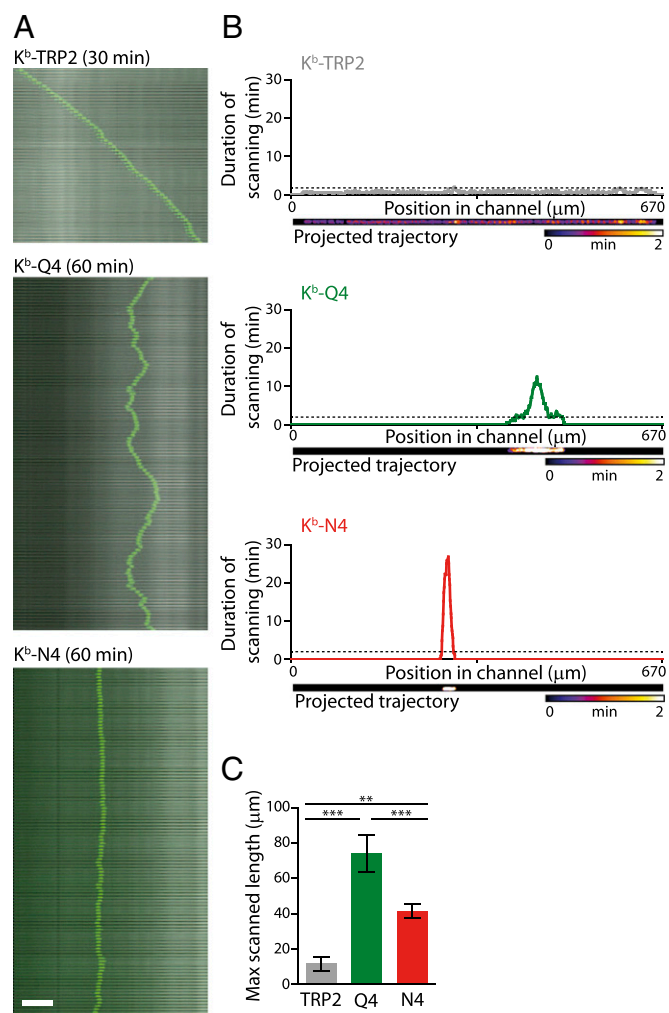 A
Kᵇ-TRP2 (30 min)
Kᵇ-Q4 (60 min)
Kᵇ-N4 (60 min)
B
Kᵇ-TRP2
Duration of
scanning (min)
30
20
10
0
Position in channel (μm)
0
670
Projected trajectory
0 min 2
Kᵇ-Q4
Duration of
scanning (min)
30
20
10
0
Position in channel (μm)
0
670
Projected trajectory
0 min 2
Kᵇ-N4
Duration of
scanning (min)
30
20
10
0
Position in channel (μm)
0
670
Projected trajectory
0 min 2
C
Max scanned length (μm)
100
80
60
40
20
0
**
*** ***
TRP2 Q4 N4